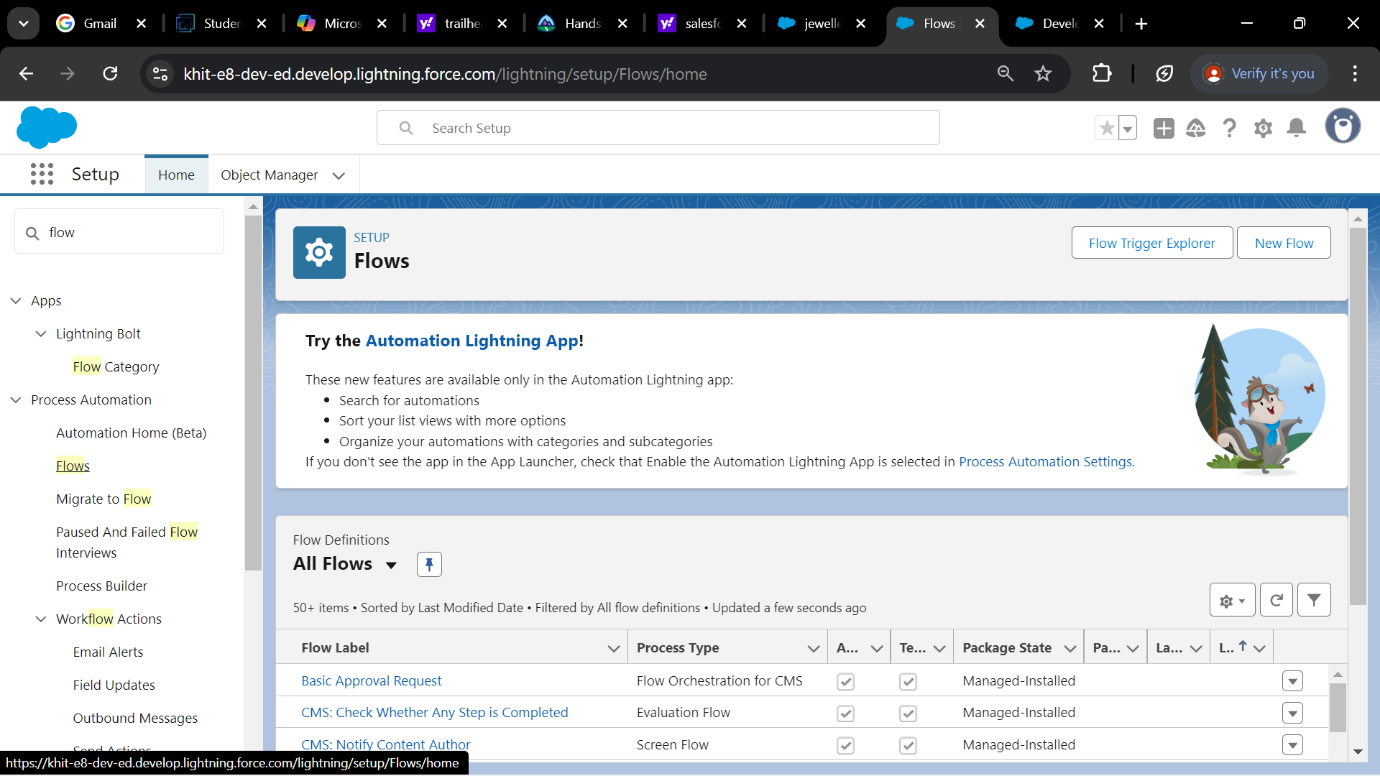 Gmail
Studer
Micros
trailhe
Hands
salesfo
jewelle
Flows
Develo
khit-e8-dev-ed.develop.lightning.force.com/lightning/setup/Flows/home
Verify it's you
Search Setup
Setup
Home
Object Manager
flow
Apps
Lightning Bolt
Flow Category
Process Automation
Automation Home (Beta)
Flows
Migrate to Flow
Paused And Failed Flow
Interviews
Process Builder
Workflow Actions
Email Alerts
Field Updates
Outbound Messages
Send Actions
SETUP
Flows
Flow Trigger Explorer
New Flow
Try the Automation Lightning App!
These new features are available only in the Automation Lightning app:
• Search for automations
• Sort your list views with more options
• Organize your automations with categories and subcategories
If you don't see the app in the App Launcher, check that Enable the Automation Lightning App is selected in Process Automation Settings.
Flow Definitions
All Flows
50+ items • Sorted by Last Modified Date • Filtered by All flow definitions • Updated a few seconds ago
Flow Label Process Type A... Te... Package State Pa... La... L... ↑
Basic Approval Request Flow Orchestration for CMS Managed-Installed
CMS: Check Whether Any Step is Completed Evaluation Flow Managed-Installed
CMS: Notify Content Author Screen Flow Managed-Installed
https://khit-e8-dev-ed.develop.lightning.force.com/lightning/setup/Flows/home